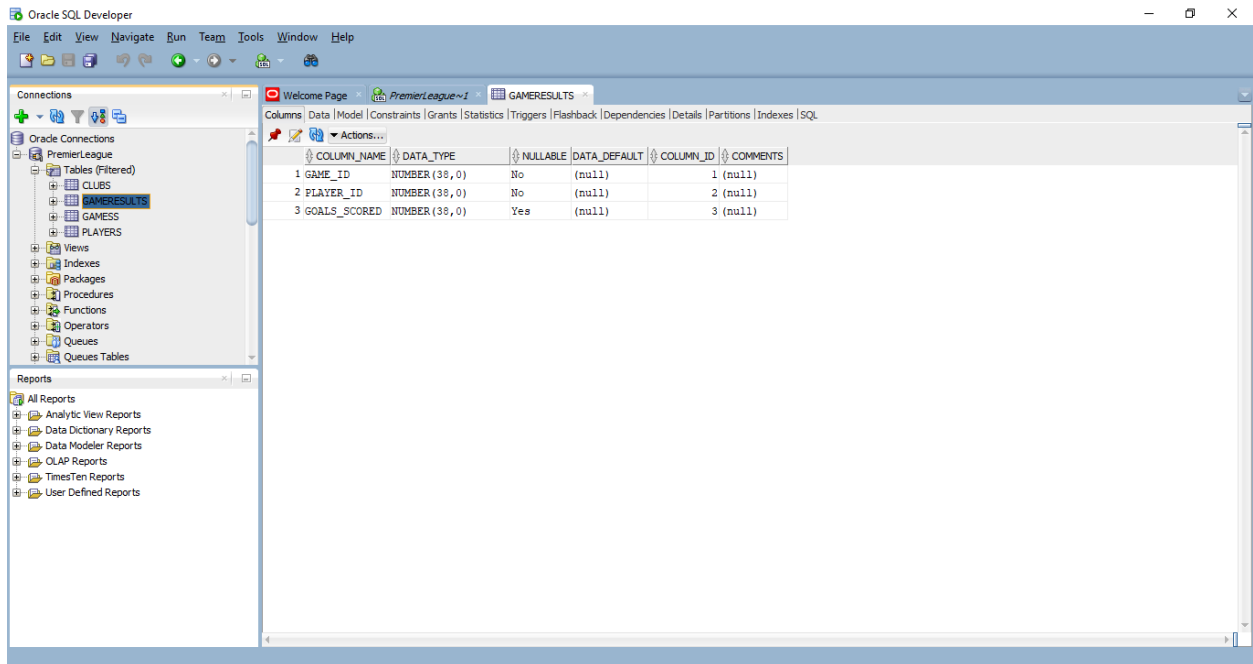 Oracle SQL Developer
File Edit View Navigate Run Team Tools Window Help
SQL
Connections
Welcome Page PremierLeague~1 GAMERESULTS
Columns Data Model Constraints Grants Statistics Triggers Flashback Dependencies Details Partitions Indexes SQL
Actions...
COLUMN_NAME DATA_TYPE NULLABLE DATA_DEFAULT COLUMN_ID COMMENTS
1 GAME_ID NUMBER(38,0) No (null) 1 (null)
2 PLAYER_ID NUMBER(38,0) No (null) 2 (null)
3 GOALS_SCORED NUMBER(38,0) Yes (null) 3 (null)
Oracle Connections
PremierLeague
Tables (Filtered)
CLUBS
GAMERESULTS
GAMESS
PLAYERS
Views
Indexes
Packages
Procedures
Functions
Operators
Queues
Queues Tables
Reports
All Reports
Analytic View Reports
Data Dictionary Reports
Data Modeler Reports
OLAP Reports
TimesTen Reports
User Defined Reports